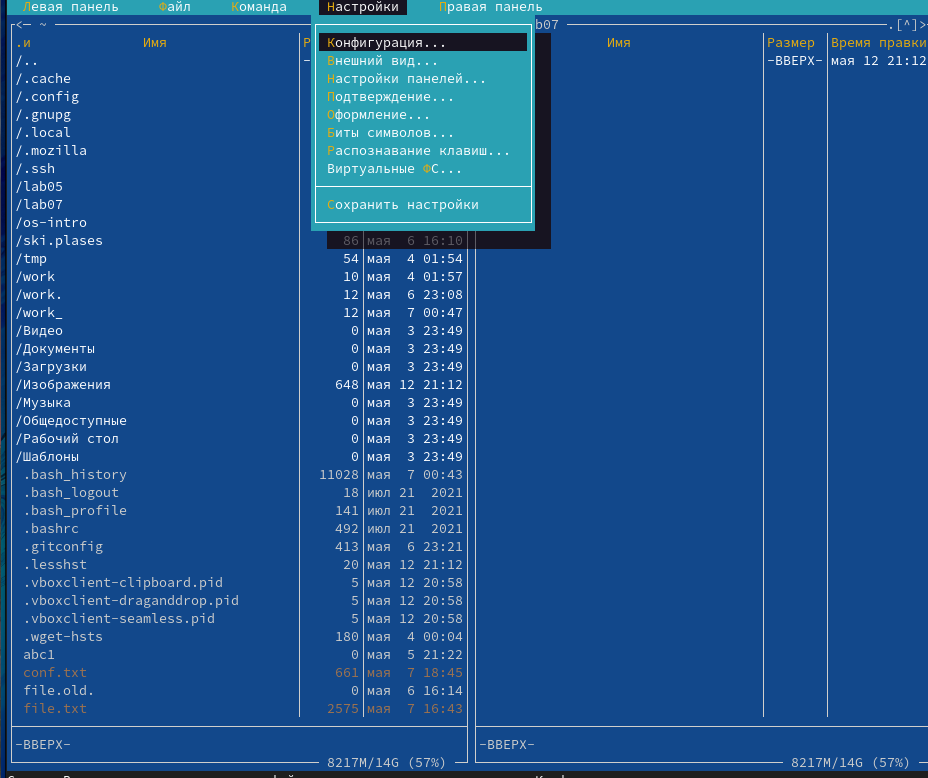 Левая панель Файл Команда Настройки Правая панель
<— ~ b07 .[^]>
.и Имя Р Имя Размер Время правки
/.. -ВВЕРХ- мая 12 21:12
/.cache
/.config
/.gnupg
/.local
/.mozilla
/.ssh
/lab05
/lab07
/os-intro
Конфигурация...
Внешний вид...
Настройки панелей...
Подтверждение...
Оформление...
Биты символов...
Распознавание клавиш...
Виртуальные ФС...
Сохранить настройки
/ski.plases 86 мая 6 16:10
/tmp 54 мая 4 01:54
/work 10 мая 4 01:57
/work. 12 мая 6 23:08
/work_ 12 мая 7 00:47
/Видео 0 мая 3 23:49
/Документы 0 мая 3 23:49
/Загрузки 0 мая 3 23:49
/Изображения 648 мая 12 21:12
/Музыка 0 мая 3 23:49
/Общедоступные 0 мая 3 23:49
/Рабочий стол 0 мая 3 23:49
/Шаблоны 0 мая 3 23:49
.bash_history 11028 мая 7 00:43
.bash_logout 18 июл 21 2021
.bash_profile 141 июл 21 2021
.bashrc 492 июл 21 2021
.gitconfig 413 мая 6 23:21
.lesshst 20 мая 12 21:12
.vboxclient-clipboard.pid 5 мая 12 20:58
.vboxclient-draganddrop.pid 5 мая 12 20:58
.vboxclient-seamless.pid 5 мая 12 20:58
.wget-hsts 180 мая 4 00:04
abc1 0 мая 5 21:22
conf.txt 661 мая 7 18:45
file.old. 0 мая 6 16:14
file.txt 2575 мая 7 16:43
-ВВЕРХ- -ВВЕРХ-
8217M/14G (57%) 8217M/14G (57%)